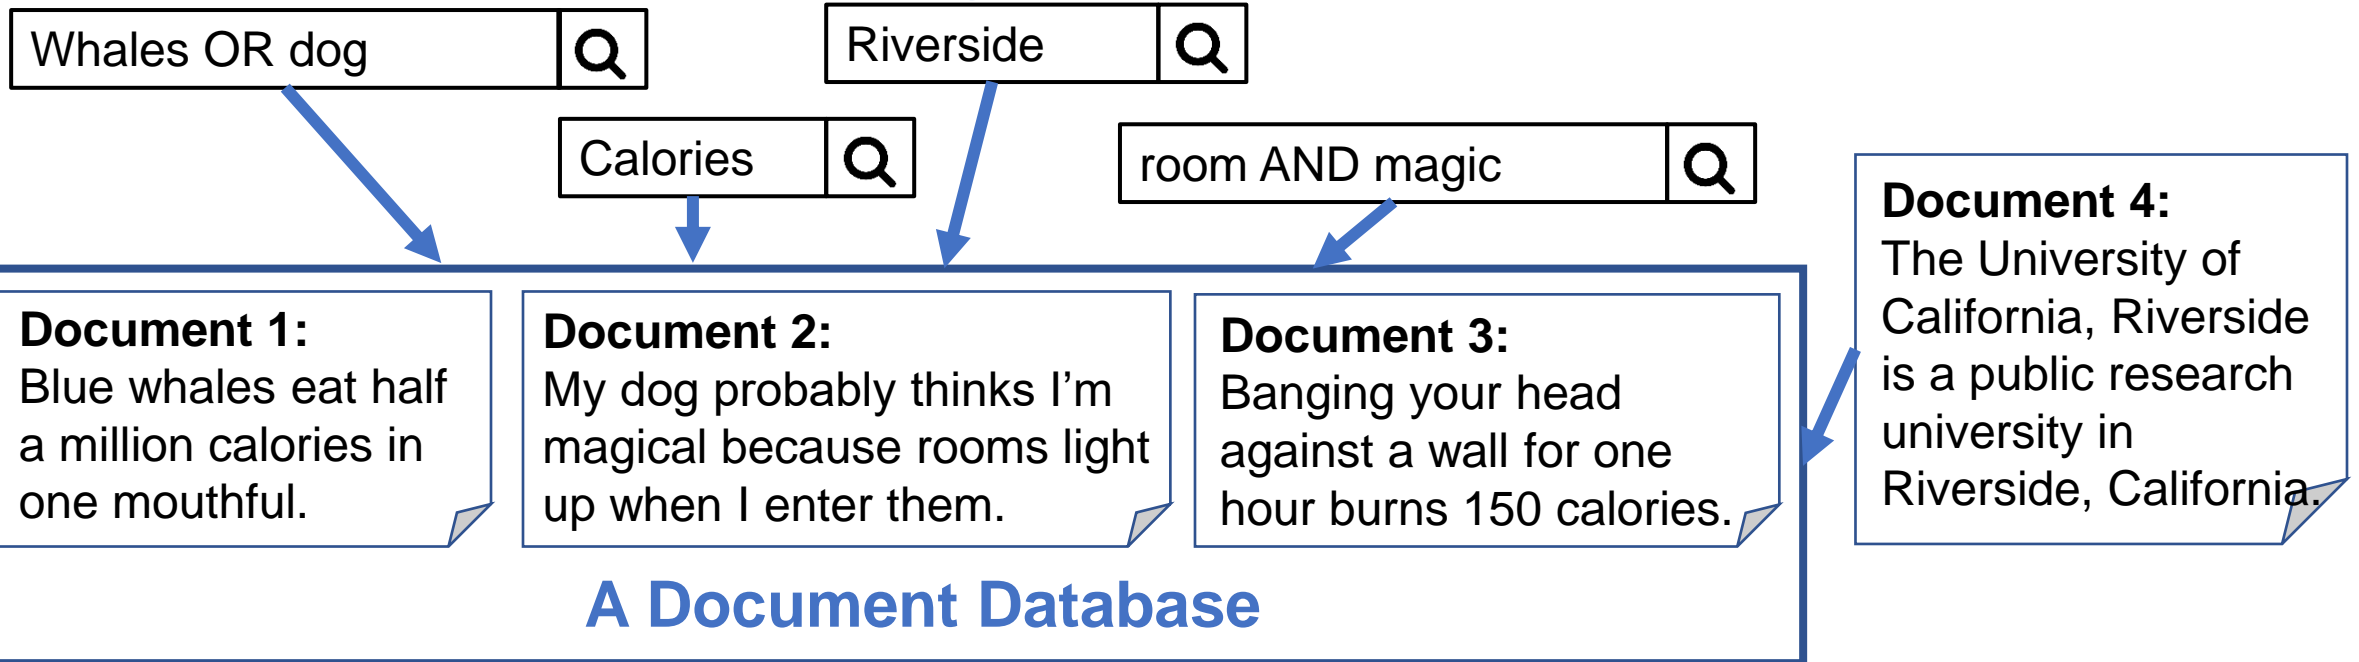 Whales OR dog
Riverside
Calories
room AND magic
Document 1:
Blue whales eat half
a million calories in
one mouthful.
Document 2:
My dog probably thinks I’m
magical because rooms light
up when I enter them.
Document 3:
Banging your head
against a wall for one
hour burns 150 calories.
Document 4:
The University of
California, Riverside
is a public research
university in
Riverside, California.
A Document Database